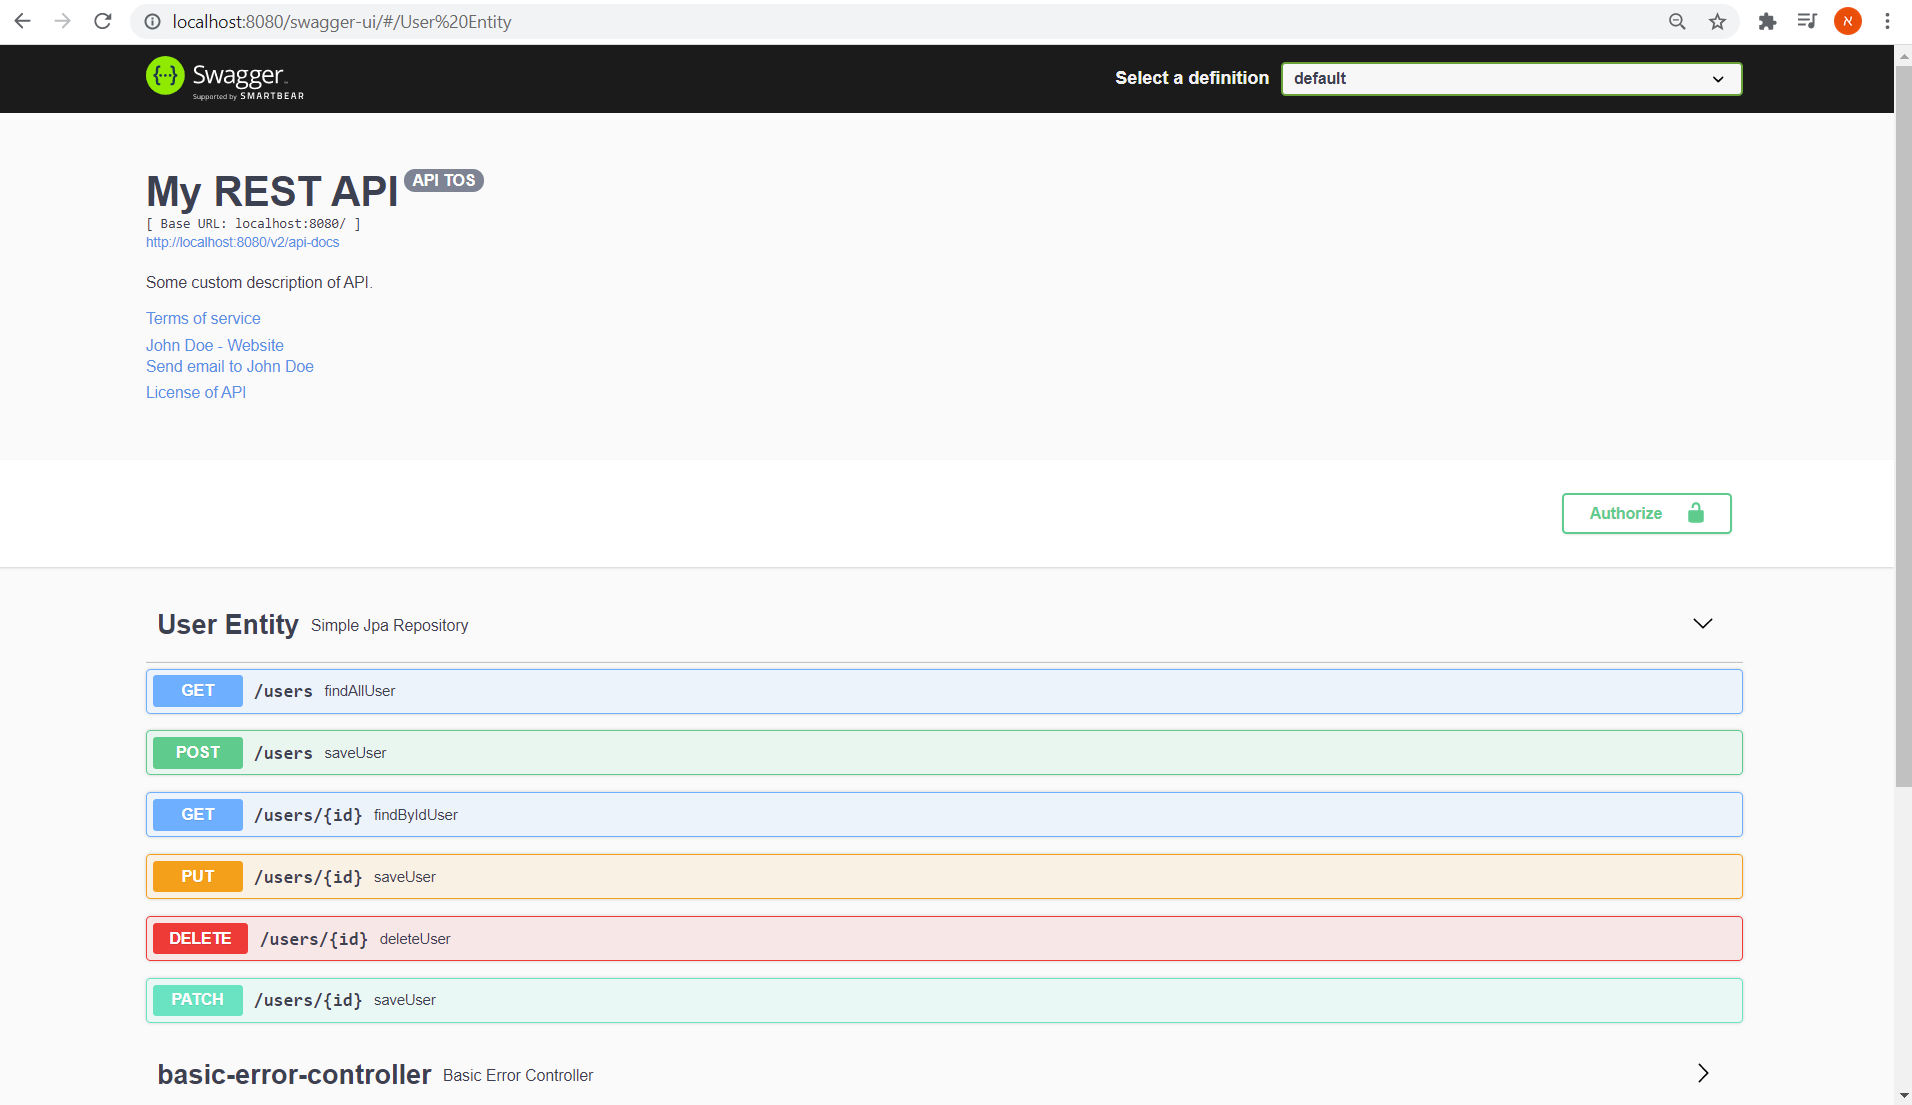 localhost:8080/swagger-ui/#/User%20Entity
א
Swagger
Supported by SMARTBEAR
Select a definition
default
My REST API API TOS
[ Base URL: localhost:8080/ ]
http://localhost:8080/v2/api-docs
Some custom description of API.
Terms of service
John Doe - Website
Send email to John Doe
License of API
Authorize
User Entity Simple Jpa Repository
GET /users findAllUser
POST /users saveUser
GET /users/{id} findByIdUser
PUT /users/{id} saveUser
DELETE /users/{id} deleteUser
PATCH /users/{id} saveUser
basic-error-controller Basic Error Controller